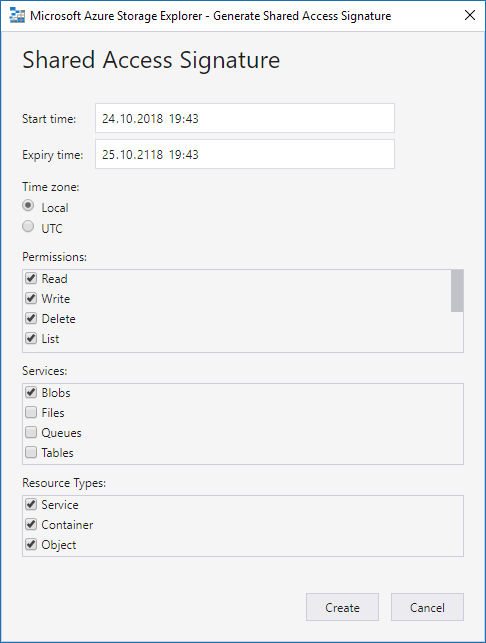 Microsoft Azure Storage Explorer - Generate Shared Access Signature
Shared Access Signature
Start time: 24.10.2018 19:43
Expiry time: 25.10.2118 19:43
Time zone:
Local
UTC
Permissions:
Read
Write
Delete
List
Services:
Blobs
Files
Queues
Tables
Resource Types:
Service
Container
Object
Create Cancel